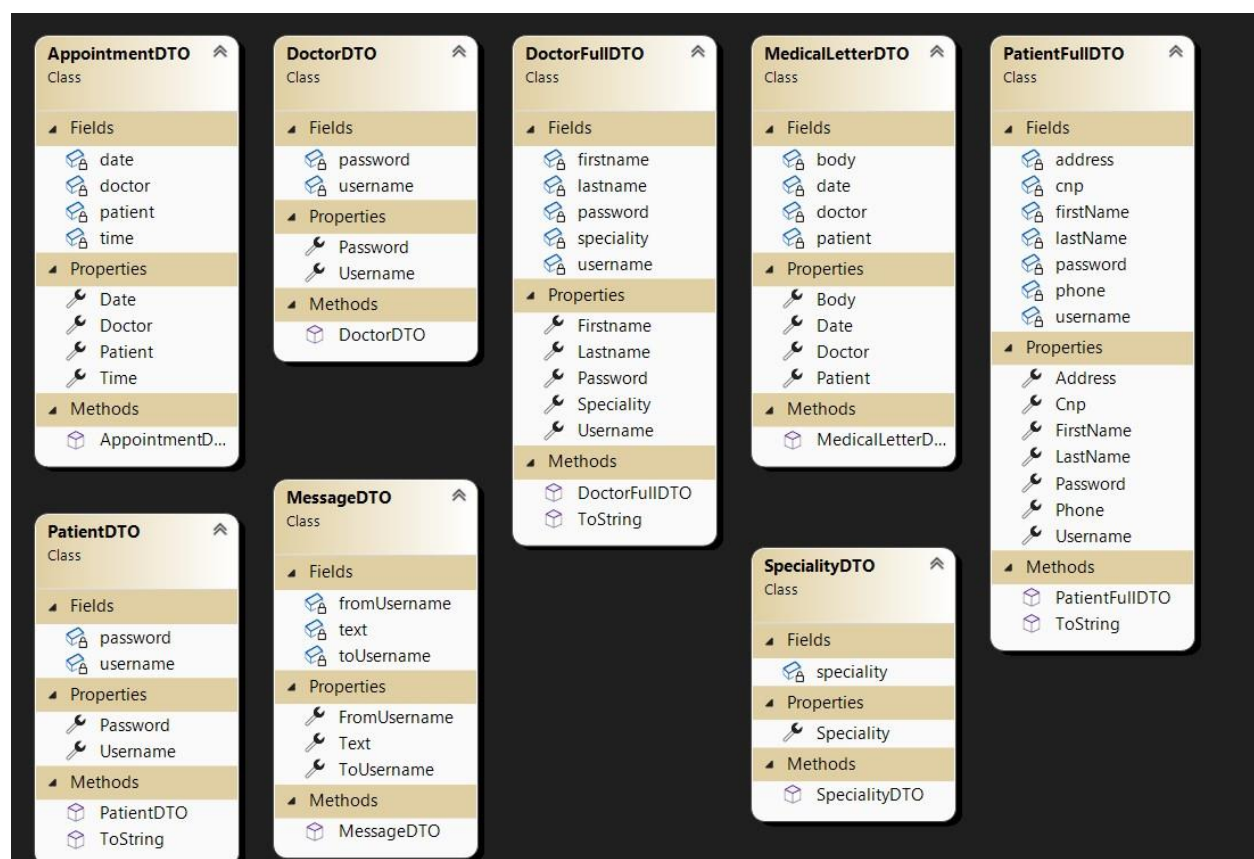 AppointmentDTO
Class
Fields
date
doctor
patient
time
Properties
Date
Doctor
Patient
Time
Methods
AppointmentD...
DoctorDTO
Class
Fields
password
username
Properties
Password
Username
Methods
DoctorDTO
DoctorFullDTO
Class
Fields
firstname
lastname
password
speciality
username
Properties
Firstname
Lastname
Password
Speciality
Username
Methods
DoctorFullDTO
ToString
MedicalLetterDTO
Class
Fields
body
date
doctor
patient
Properties
Body
Date
Doctor
Patient
Methods
MedicalLetterD...
PatientFullDTO
Class
Fields
address
cnp
firstName
lastName
password
phone
username
Properties
Address
Cnp
FirstName
LastName
Password
Phone
Username
Methods
PatientFullDTO
ToString
PatientDTO
Class
Fields
password
username
Properties
Password
Username
Methods
PatientDTO
ToString
MessageDTO
Class
Fields
fromUsername
text
toUsername
Properties
FromUsername
Text
ToUsername
Methods
MessageDTO
SpecialityDTO
Class
Fields
speciality
Properties
Speciality
Methods
SpecialityDTO